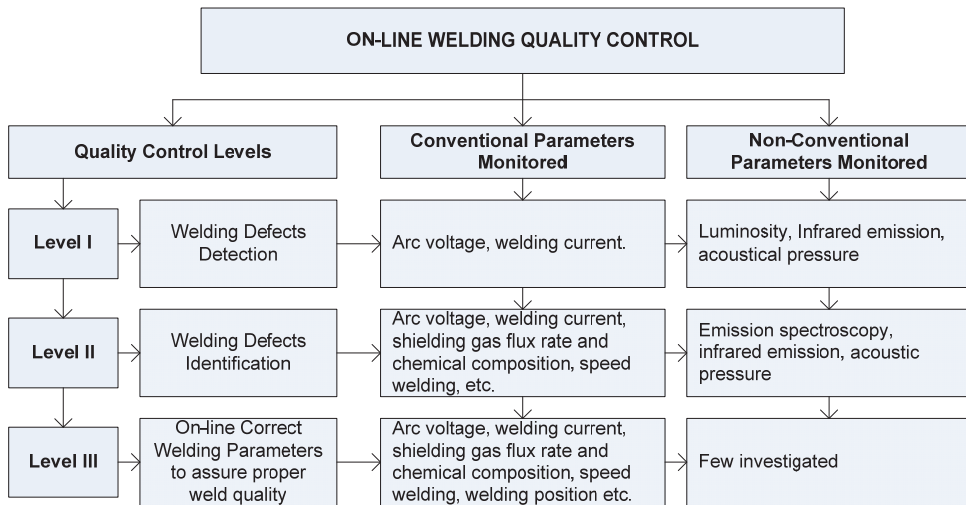 ON-LINE WELDING QUALITY CONTROL
Quality Control Levels
Conventional Parameters
Monitored
Non-Conventional
Parameters Monitored
Level I
Welding Defects
Detection
Arc voltage, welding current.
Luminosity, Infrared emission,
acoustical pressure
Level II
Welding Defects
Identification
Arc voltage, welding current,
shielding gas flux rate and
chemical composition, speed
welding, etc.
Emission spectroscopy,
infrared emission, acoustic
pressure
Level III
On-line Correct
Welding Parameters
to assure proper
weld quality
Arc voltage, welding current,
shielding gas flux rate and
chemical composition, speed
welding, welding position etc.
Few investigated